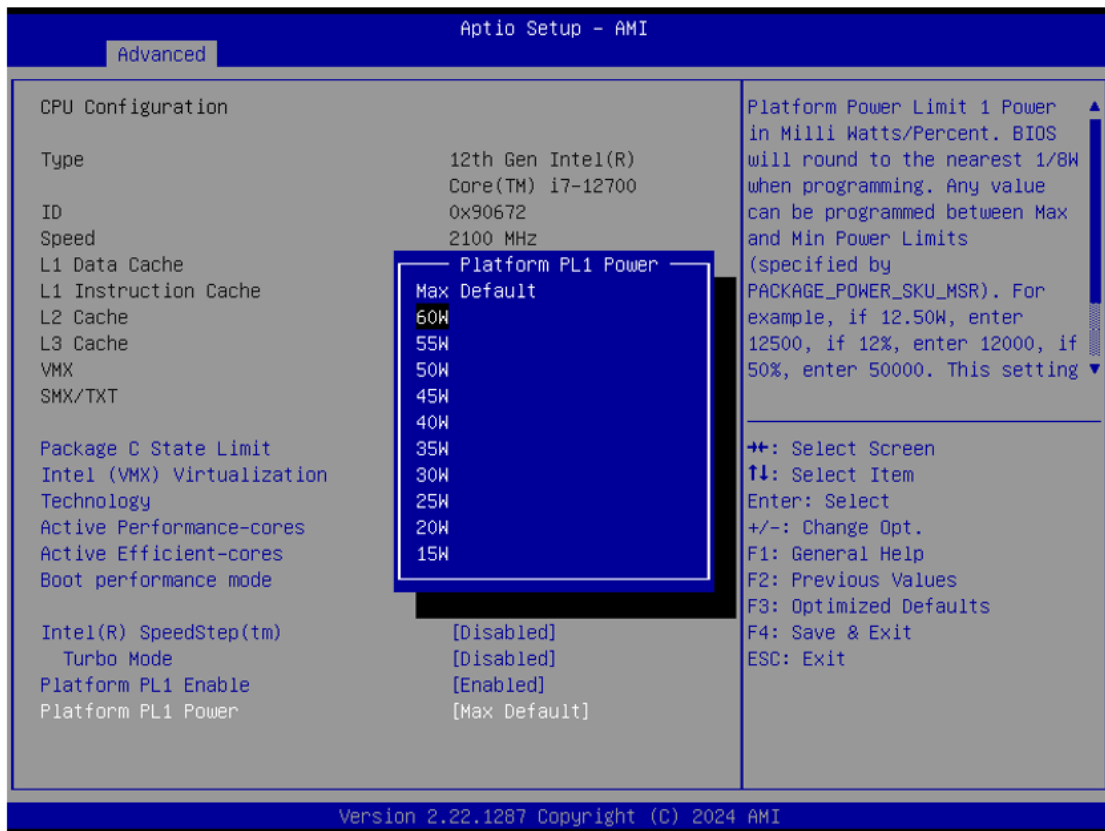 Aptio Setup - AMI
Advanced
CPU Configuration
Type 12th Gen Intel(R)
Core(TM) i7-12700
ID 0x90672
Speed 2100 MHz
L1 Data Cache
L1 Instruction Cache
L2 Cache
L3 Cache
VMX
SMX/TXT
Package C State Limit
Intel (VMX) Virtualization
Technology
Active Performance-cores
Active Efficient-cores
Boot performance mode
Intel(R) SpeedStep(tm) [Disabled]
Turbo Mode [Disabled]
Platform PL1 Enable [Enabled]
Platform PL1 Power [Max Default]
Platform PL1 Power
Max Default
60W
55W
50W
45W
40W
35W
30W
25W
20W
15W
Platform Power Limit 1 Power
in Milli Watts/Percent. BIOS
will round to the nearest 1/8W
when programming. Any value
can be programmed between Max
and Min Power Limits
(specified by
PACKAGE_POWER_SKU_MSR). For
example, if 12.50W, enter
12500, if 12%, enter 12000, if
50%, enter 50000. This setting
→←: Select Screen
↑↓: Select Item
Enter: Select
+/-: Change Opt.
F1: General Help
F2: Previous Values
F3: Optimized Defaults
F4: Save & Exit
ESC: Exit
Version 2.22.1287 Copyright (C) 2024 AMI